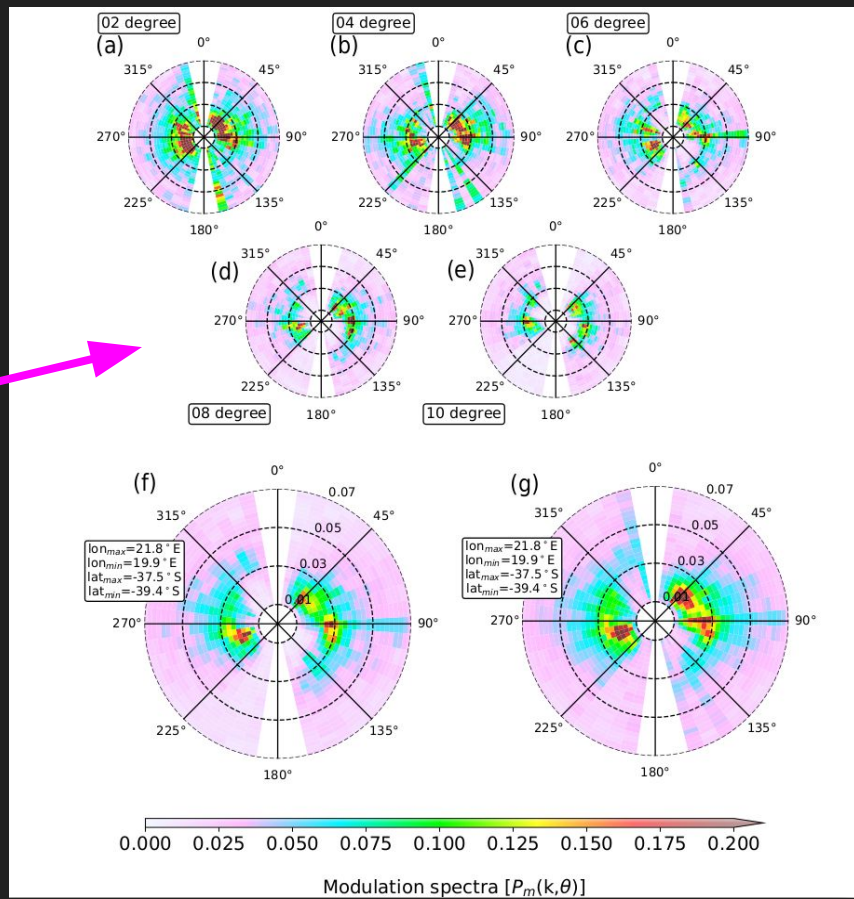 02 degree
04 degree
06 degree
(a)
0°
(b)
0°
(c)
0°
315°
45°
315°
45°
315°
45°
270°
90°
270°
90°
270°
90°
225°
135°
225°
135°
225°
135°
180°
180°
180°
0°
0°
315°
45°
315°
45°
(d)
(e)
270°
90°
270°
90°
225°
135°
225°
135°
08 degree
180°
10 degree
180°
(f)
0°
(g)
0°
0.07
0.07
315°
45°
315°
45°
0.05
0.05
lon_max=21.8°E
lon_min=19.9°E
lat_max=-37.5°S
lat_min=-39.4°S
lon_max=21.8°E
lon_min=19.9°E
lat_max=-37.5°S
lat_min=-39.4°S
0.03
0.03
0.01
0.01
270°
90°
270°
90°
225°
135°
225°
135°
180°
180°
0.000 0.025 0.050 0.075 0.100 0.125 0.150 0.175 0.200
Modulation spectra [P_m(k,θ)]